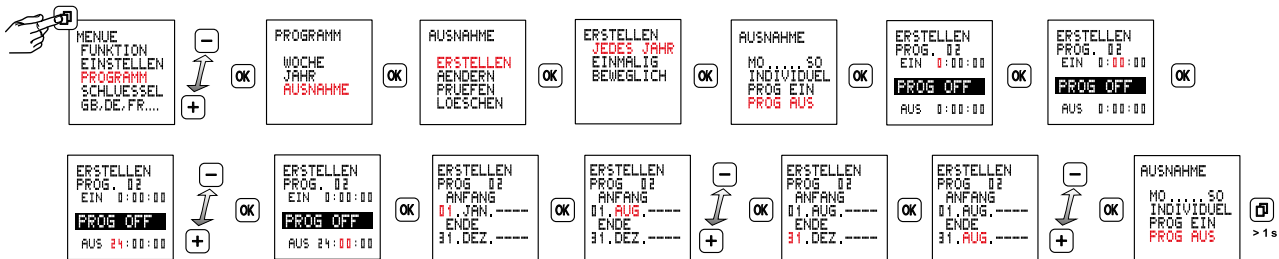 MENUE
FUNKTION
EINSTELLEN
PROGRAMM
SCHLUESSEL
GB,DE,FR....
−
+
OK
PROGRAMM
WOCHE
JAHR
AUSNAHME
OK
AUSNAHME
ERSTELLEN
AENDERN
PRUEFEN
LOESCHEN
OK
ERSTELLEN
JEDES JAHR
EINMALIG
BEWEGLICH
OK
AUSNAHME
MO.....SO
INDIVIDUEL
PROG EIN
PROG AUS
OK
ERSTELLEN
PROG. 02
EIN 0:00:00
PROG OFF
AUS 0:00:00
OK
ERSTELLEN
PROG. 02
EIN 0:00:00
PROG OFF
AUS 0:00:00
OK
ERSTELLEN
PROG. 02
EIN 0:00:00
PROG OFF
AUS 24:00:00
−
+
OK
ERSTELLEN
PROG. 02
EIN 0:00:00
PROG OFF
AUS 24:00:00
OK
ERSTELLEN
PROG 02
ANFANG
01.JAN.----
ENDE
31.DEZ.----
OK
ERSTELLEN
PROG 02
ANFANG
01.AUG.----
ENDE
31.DEZ.----
−
+
OK
ERSTELLEN
PROG 02
ANFANG
01.AUG.----
ENDE
31.DEZ.----
OK
ERSTELLEN
PROG 02
ANFANG
01.AUG.----
ENDE
31.AUG.----
−
+
OK
AUSNAHME
MO.....SO
INDIVIDUEL
PROG EIN
PROG AUS
>1s